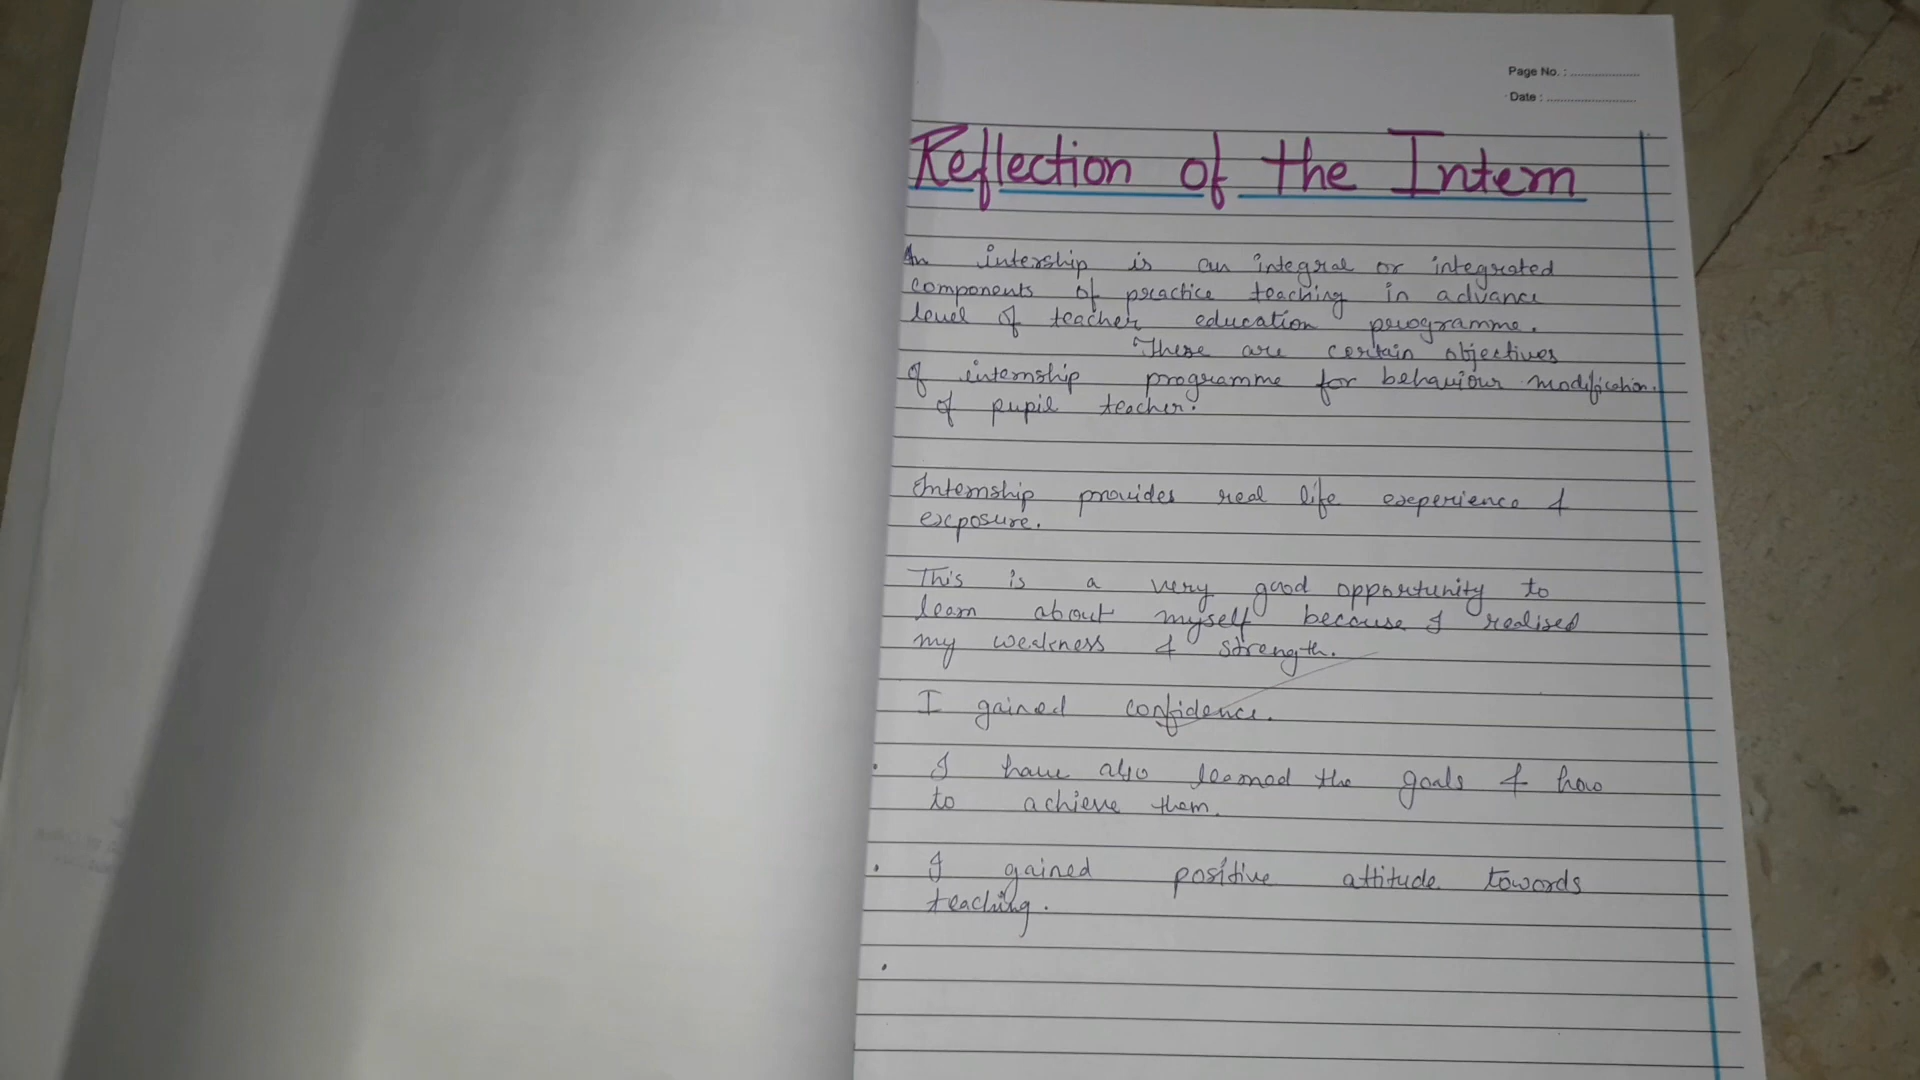 Page No. : ....................
Date : ..........................
Reflection of the Intern
An intership is an integral or integrated
components of practice teaching in advance
level of teacher education programme.
These are certain objectives
of internship programme for behaviour modification.
of pupil teacher.
Internship provides real life experience &
exposure.
This is a very good opportunity to
learn about myself because I realised
my weakness & strength.
I gained confidence.
• I have also learned the goals & how
to achieve them.
• I gained positive attitude towards
teaching.
•